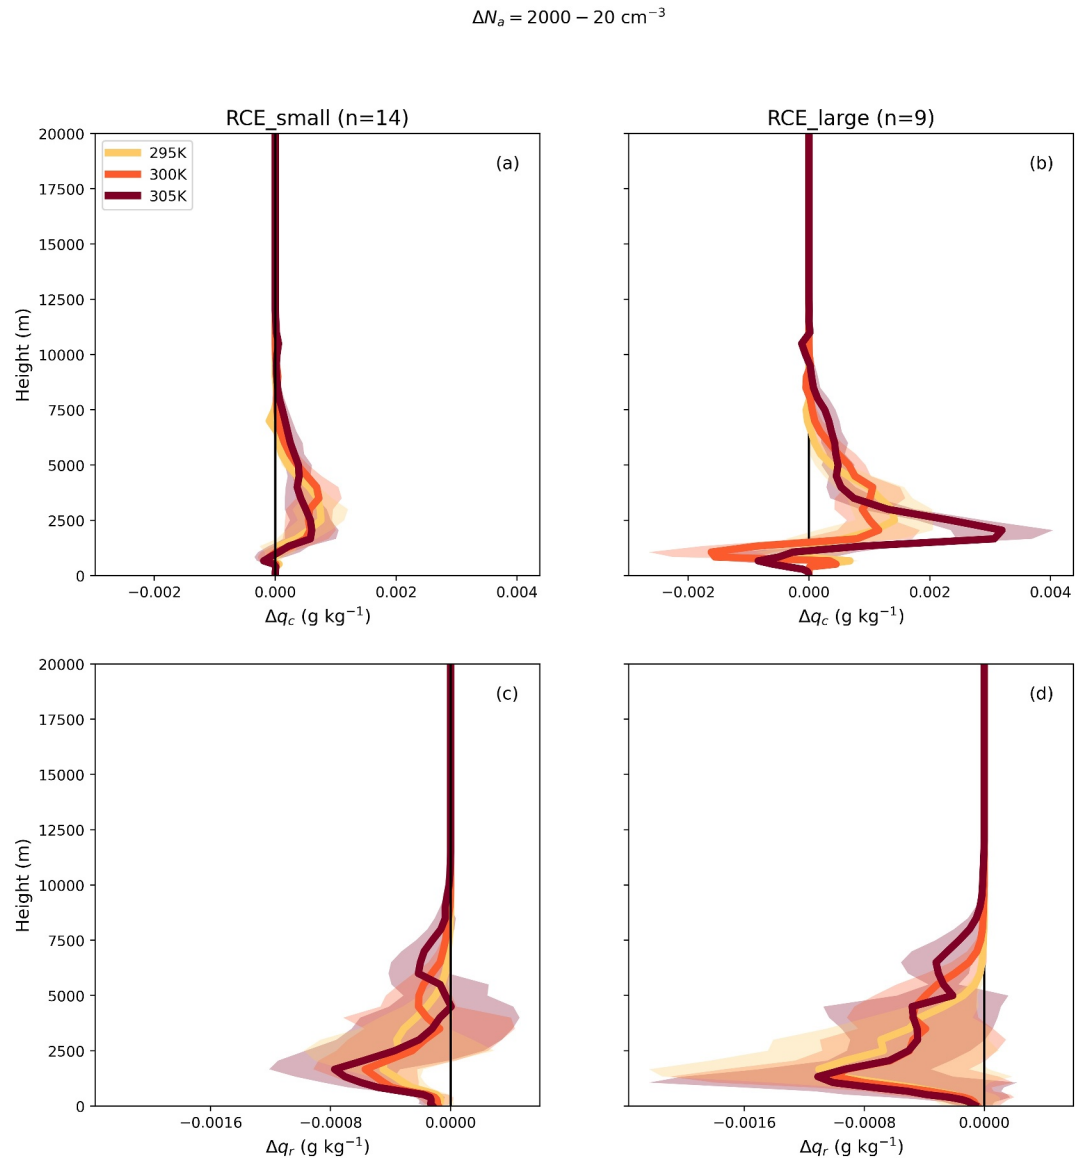 ΔNₐ = 2000 − 20 cm⁻³
RCE_small (n=14)
RCE_large (n=9)
20000
17500
15000
12500
10000
7500
5000
2500
0
Height (m)
295K
300K
305K
(a)
(b)
−0.002
0.000
0.002
0.004
−0.002
0.000
0.002
0.004
Δq_c (g kg⁻¹)
Δq_c (g kg⁻¹)
20000
17500
15000
12500
10000
7500
5000
2500
0
Height (m)
(c)
(d)
−0.0016
−0.0008
0.0000
−0.0016
−0.0008
0.0000
Δq_r (g kg⁻¹)
Δq_r (g kg⁻¹)